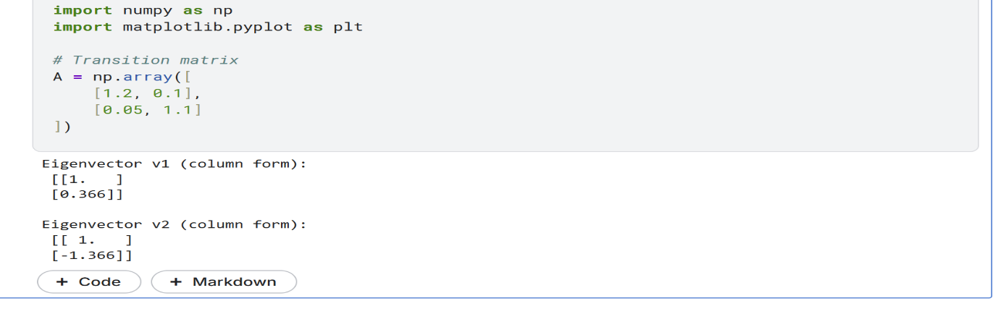 import numpy as np
import matplotlib.pyplot as plt
# Transition matrix
A = np.array([
[1.2, 0.1],
[0.05, 1.1]
])
Eigenvector v1 (column form):
[[1.   ]
[0.366]]
Eigenvector v2 (column form):
[[ 1.   ]
[-1.366]]
+ Code + Markdown